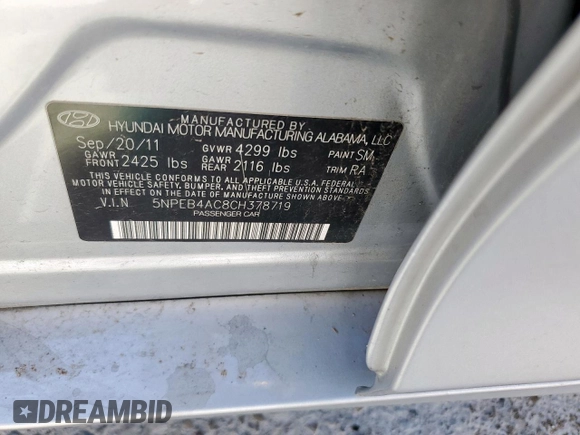 MANUFACTURED BY
HYUNDAI MOTOR MANUFACTURING ALABAMA, LLC
Sep/20/11 GVWR 4299 lbs PAINT SM
GAWR FRONT 2425 lbs GAWR REAR 2116 lbs TRIM RA
THIS VEHICLE CONFORMS TO ALL APPLICABLE U.S.A. FEDERAL
MOTOR VEHICLE SAFETY, BUMPER, AND THEFT PREVENTION STANDARDS
IN EFFECT ON THE DATE OF MANUFACTURE SHOWN ABOVE.
V.I.N 5NPEB4AC8CH378719
PASSENGER CAR
DREAMBID